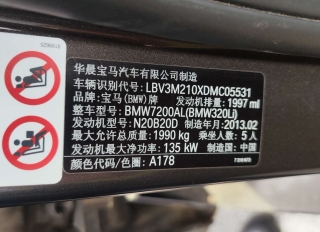 华晨宝马汽车有限公司制造
车辆识别代号: LBV3M210XDMC05531
品牌:宝马(BMW) 发动机排量: 1997 ml
整车型号: BMW7200AL(BMW320Li)
发动机型号: N20B20D 制造年月: 2013.02
最大允许总质量: 1990 kg 乘坐人数: 5人
发动机最大净功率: 135 kW 制造国: 中国
颜色代码/色圈: A178